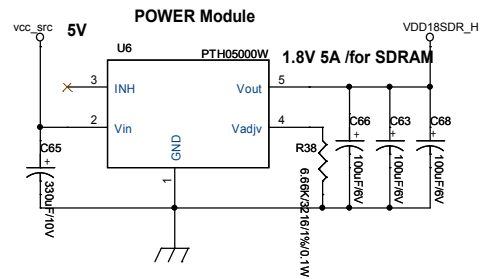 POWER Module
vcc_src
5V
VDD18SDR_H
U6
PTH05000W
1.8V 5A /for SDRAM
3
INH
Vout
5
2
Vin
Vadjv
4
GND
1
C65
+
330uF/10V
R38
6.66K/3216/1%/0.1W
C66
+
100uF/6V
C63
+
100uF/6V
C68
+
100uF/6V